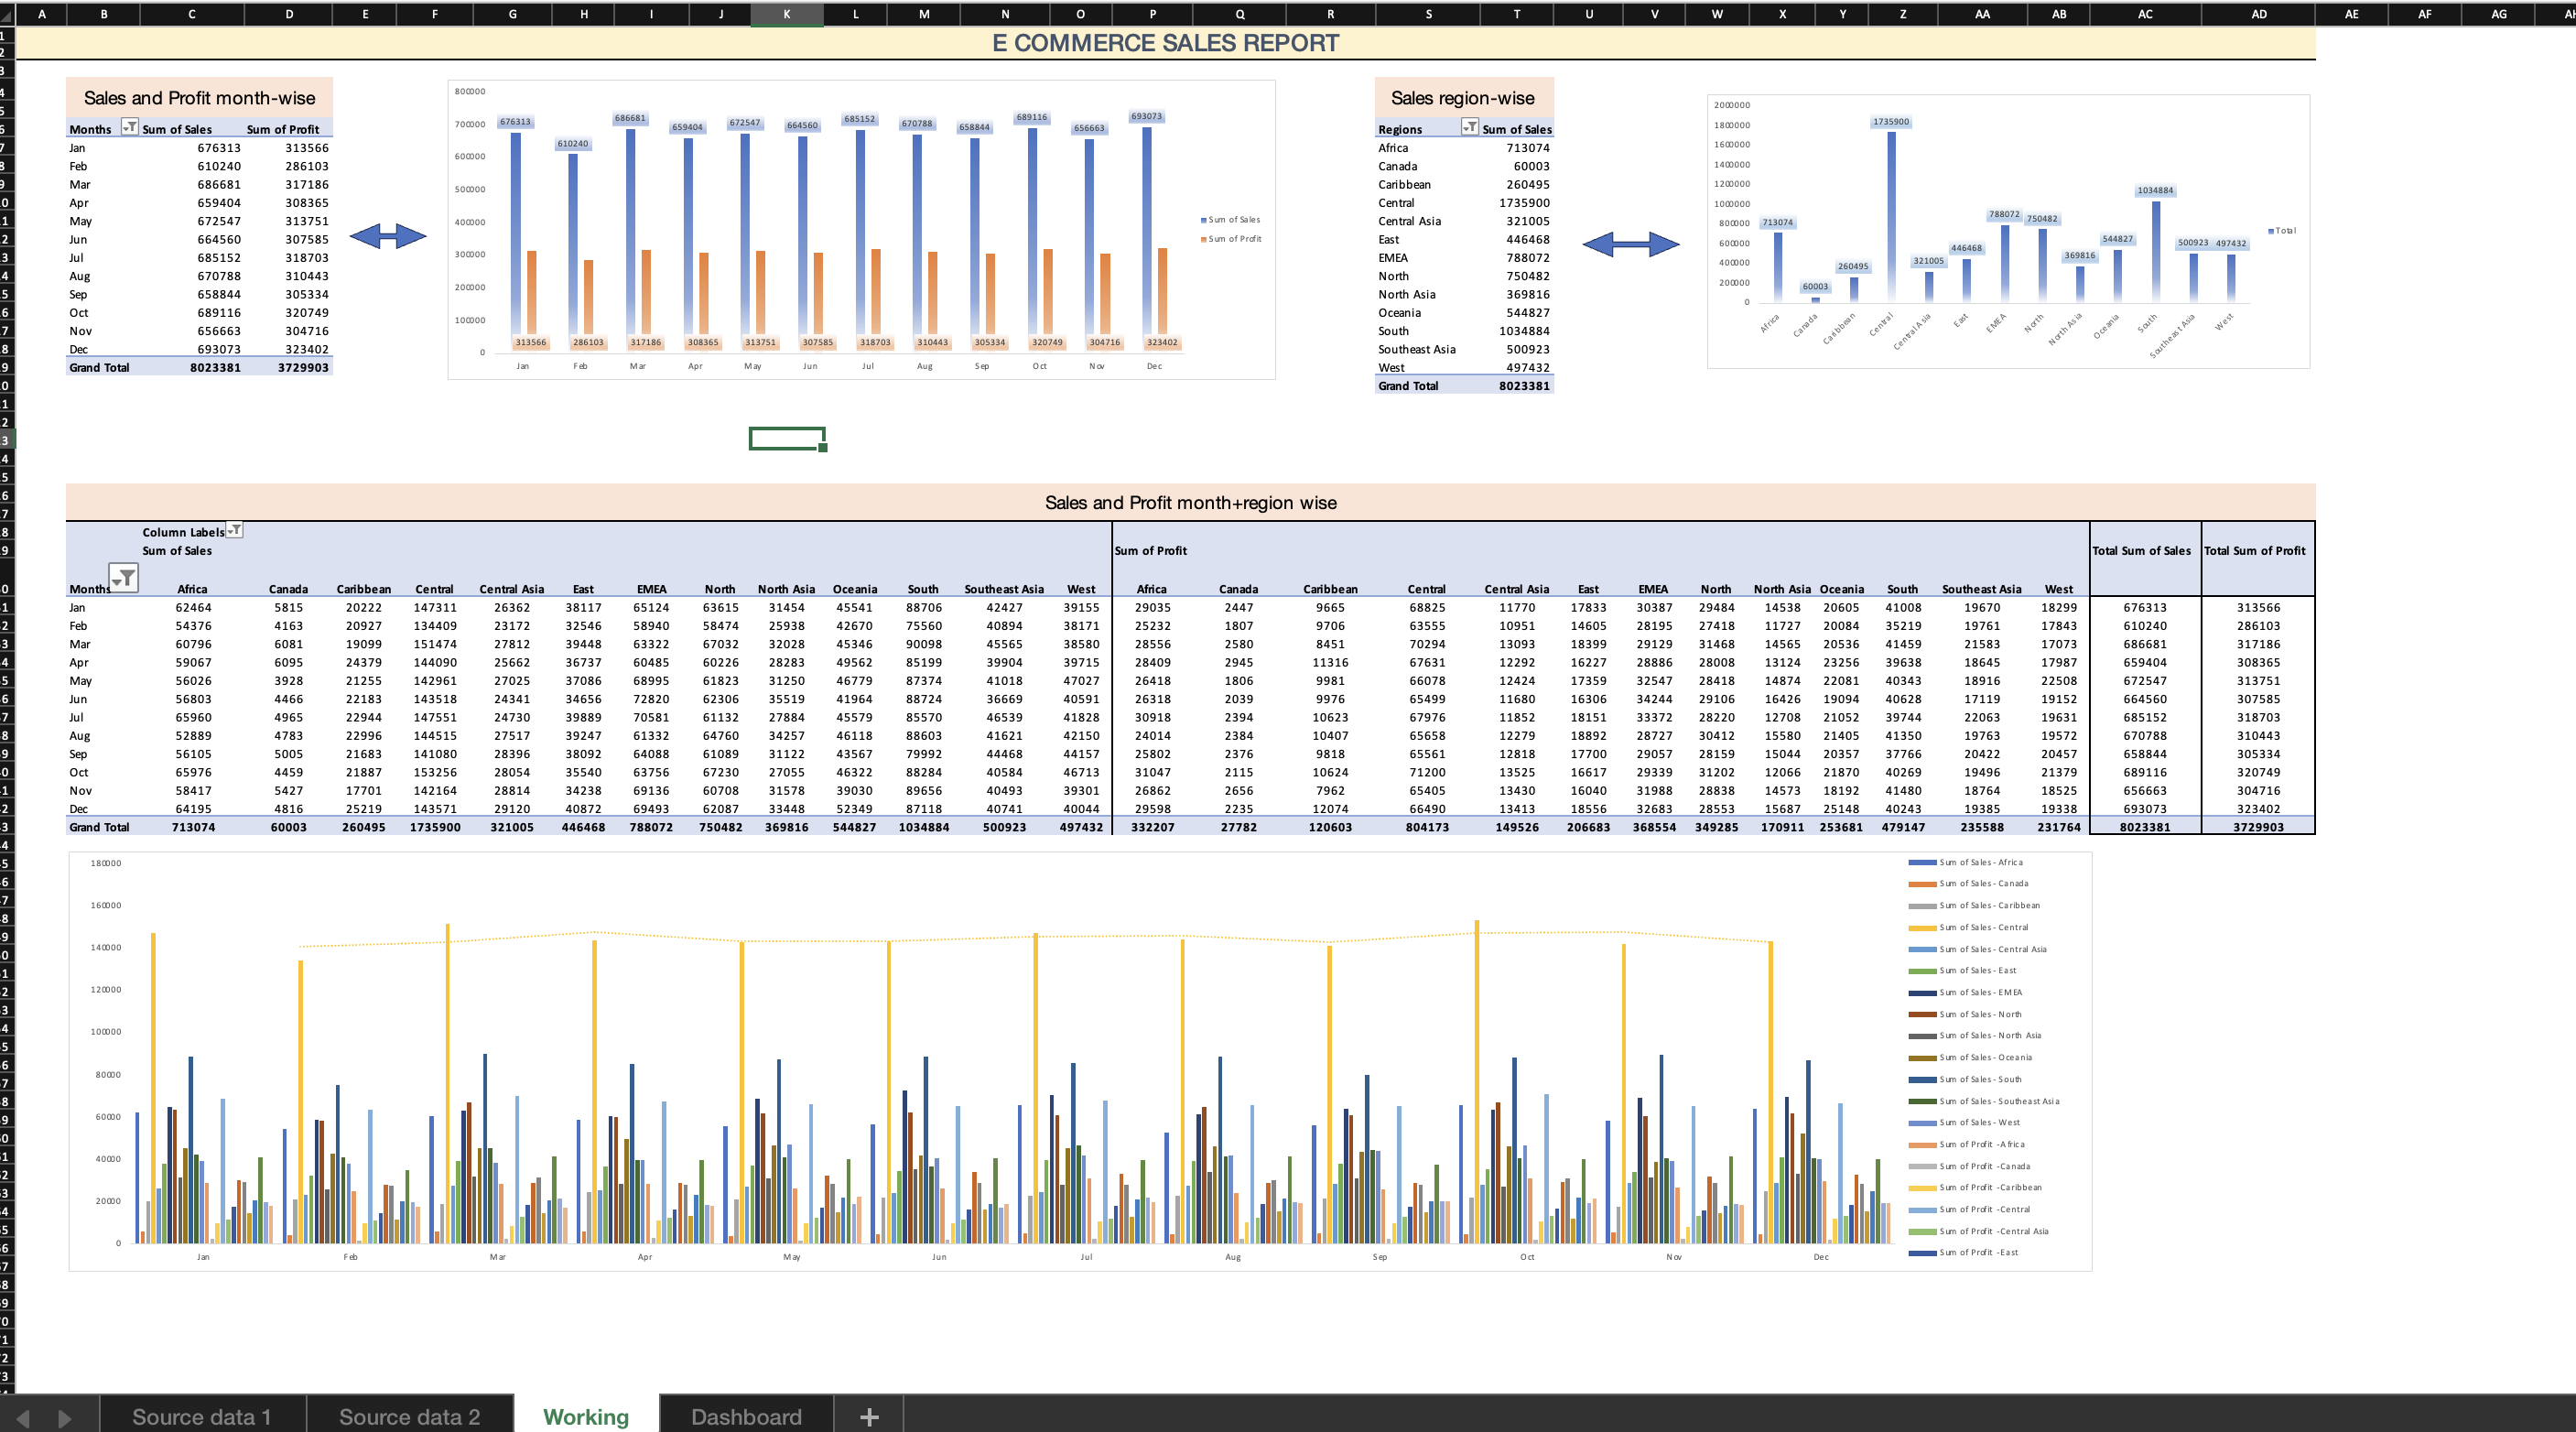 A B C D E F G H I J K L M N O P Q R S T U V W X Y Z AA AB AC AD AE AF AG
E COMMERCE SALES REPORT
Sales and Profit month-wise
Months Sum of Sales Sum of Profit
Jan 676313 313566
Feb 610240 286103
Mar 686681 317186
Apr 659404 308365
May 672547 313751
Jun 664560 307585
Jul 685152 318703
Aug 670788 310443
Sep 658844 305334
Oct 689116 320749
Nov 656663 304716
Dec 693073 323402
Grand Total 8023381 3729903
800000
700000
600000
500000
400000
300000
200000
100000
0
676313 610240 686681 659404 672547 664560 685152 670788 658844 689116 656663 693073
313566 286103 317186 308365 313751 307585 318703 310443 305334 320749 304716 323402
Jan Feb Mar Apr May Jun Jul Aug Sep Oct Nov Dec
Sum of Sales
Sum of Profit
Sales region-wise
Regions Sum of Sales
Africa 713074
Canada 60003
Caribbean 260495
Central 1735900
Central Asia 321005
East 446468
EMEA 788072
North 750482
North Asia 369816
Oceania 544827
South 1034884
Southeast Asia 500923
West 497432
Grand Total 8023381
2000000
1800000
1600000
1400000
1200000
1000000
800000
600000
400000
200000
0
713074 60003 260495 1735900 321005 446468 788072 750482 369816 544827 1034884 500923 497432
Africa Canada Caribbean Central Central Asia East EMEA North North Asia Oceania South Southeast Asia West
Total
Sales and Profit month+region wise
Column Labels
Sum of Sales Sum of Profit Total Sum of Sales Total Sum of Profit
Months Africa Canada Caribbean Central Central Asia East EMEA North North Asia Oceania South Southeast Asia West Africa Canada Caribbean Central Central Asia East EMEA North North Asia Oceania South Southeast Asia West
Jan 62464 5815 20222 147311 26362 38117 65124 63615 31454 45541 88706 42427 39155 29035 2447 9665 68825 11770 17833 30387 29484 14538 20605 41008 19670 18299 676313 313566
Feb 54376 4163 20927 134409 23172 32546 58940 58474 25938 42670 75560 40894 38171 25232 1807 9706 63555 10951 14605 28195 27418 11727 20084 35219 19761 17843 610240 286103
Mar 60796 6081 19099 151474 27812 39448 63322 67032 32028 45346 90098 45565 38580 28556 2580 8451 70294 13093 18399 29129 31468 14565 20536 41459 21583 17073 686681 317186
Apr 59067 6095 24379 144090 25662 36737 60485 60226 28283 49562 85199 39904 39715 28409 2945 11316 67631 12292 16227 28886 28008 13124 23256 39638 18645 17987 659404 308365
May 56026 3928 21255 142961 27025 37086 68995 61823 31250 46779 87374 41018 47027 26418 1806 9981 66078 12424 17359 32547 28418 14874 22081 40343 18916 22508 672547 313751
Jun 56803 4466 22183 143518 24341 34656 72820 62306 35519 41964 88724 36669 40591 26318 2039 9976 65499 11680 16306 34244 29106 16426 19094 40628 17119 19152 664560 307585
Jul 65960 4965 22944 147551 24730 39889 70581 61132 27884 45579 85570 46539 41828 30918 2394 10623 67976 11852 18151 33372 28220 12708 21052 39744 22063 19631 685152 318703
Aug 52889 4783 22996 144515 27517 39247 61332 64760 34257 46118 88603 41621 42150 24014 2384 10407 65658 12279 18892 28727 30412 15580 21405 41350 19763 19572 670788 310443
Sep 56105 5005 21683 141080 28396 38092 64088 61089 31122 43567 79992 44468 44157 25802 2376 9818 65561 12818 17700 29057 28159 15044 20357 37766 20422 20457 658844 305334
Oct 65976 4459 21887 153256 28054 35540 63756 67230 27055 46322 88284 40584 46713 31047 2115 10624 71200 13525 16617 29339 31202 12066 21870 40269 19496 21379 689116 320749
Nov 58417 5427 17701 142164 28814 34238 69136 60708 31578 39030 89656 40493 39301 26862 2656 7962 65405 13430 16040 31988 28838 14573 18192 41480 18764 18525 656663 304716
Dec 64195 4816 25219 143571 29120 40872 69493 62087 33448 52349 87118 40741 40044 29598 2235 12074 66490 13413 18556 32683 28553 15687 25148 40243 19385 19338 693073 323402
Grand Total 713074 60003 260495 1735900 321005 446468 788072 750482 369816 544827 1034884 500923 497432 332207 27782 120603 804173 149526 206683 368554 349285 170911 253681 479147 235588 231764 8023381 3729903
180000
160000
140000
120000
100000
80000
60000
40000
20000
0
Jan Feb Mar Apr May Jun Jul Aug Sep Oct Nov Dec
Sum of Sales - Africa
Sum of Sales - Canada
Sum of Sales - Caribbean
Sum of Sales - Central
Sum of Sales - Central Asia
Sum of Sales - East
Sum of Sales - EMEA
Sum of Sales - North
Sum of Sales - North Asia
Sum of Sales - Oceania
Sum of Sales - South
Sum of Sales - Southeast Asia
Sum of Sales - West
Sum of Profit - Africa
Sum of Profit - Canada
Sum of Profit - Caribbean
Sum of Profit - Central
Sum of Profit - Central Asia
Sum of Profit - East
Source data 1 Source data 2 Working Dashboard +